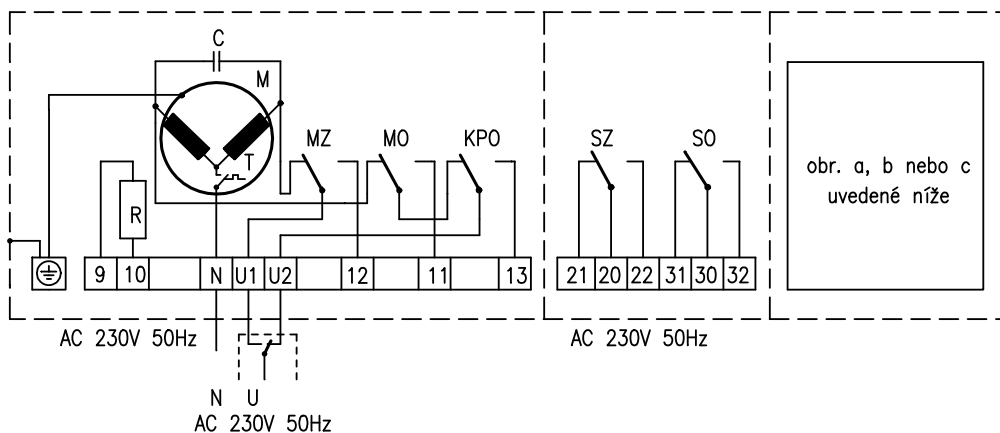 C
M
MZ MO KPO SZ SO
T
R
obr. a, b nebo c
uvedené níže
9 10 N U1 U2 12 11 13 21 20 22 31 30 32
AC 230V 50Hz AC 230V 50Hz
N U
AC 230V 50Hz